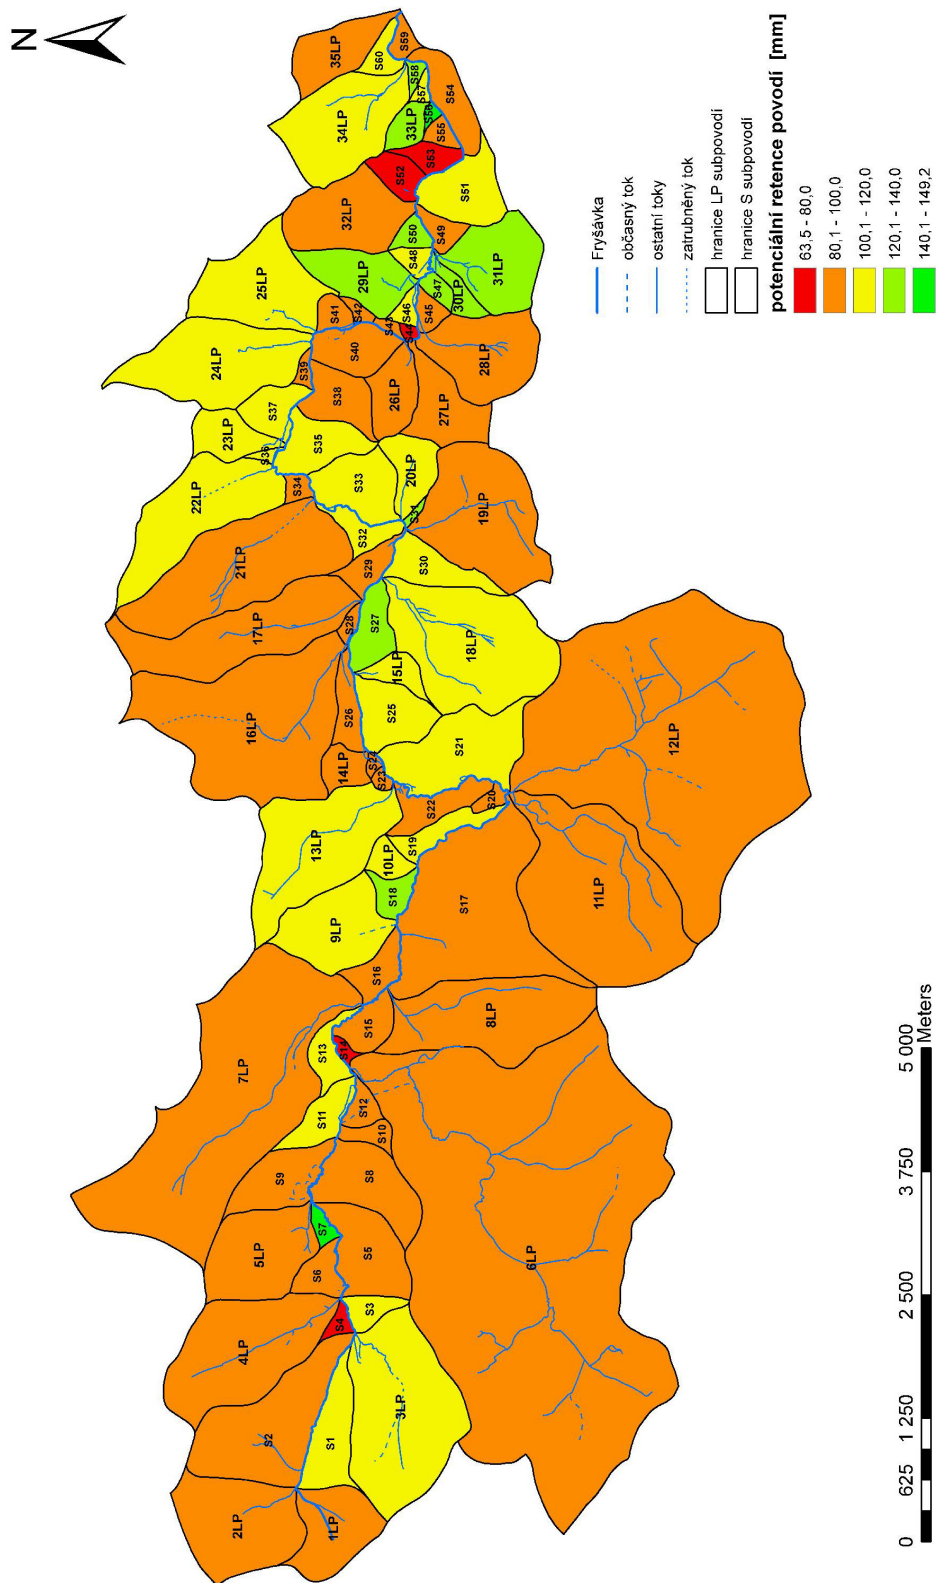 N
Fryšávka
občasný tok
ostatní toky
zatrubněný tok
hranice LP subpovodí
hranice S subpovodí
potenciální retence povodí [mm]
63,5 - 80,0
80,1 - 100,0
100,1 - 120,0
120,1 - 140,0
140,1 - 149,2
0 625 1 250 2 500 3 750 5 000
Meters
1LP
2LP
3LP
4LP
5LP
6LP
7LP
8LP
9LP
10LP
11LP
12LP
13LP
14LP
15LP
16LP
17LP
18LP
19LP
20LP
21LP
22LP
23LP
24LP
25LP
26LP
27LP
28LP
29LP
30LP
31LP
32LP
33LP
34LP
35LP
S1
S2
S3
S4
S5
S6
S7
S8
S9
S10
S11
S12
S13
S14
S15
S16
S17
S18
S19
S20
S21
S22
S23
S24
S25
S26
S27
S28
S29
S30
S31
S32
S33
S34
S35
S36
S37
S38
S39
S40
S41
S42
S43
S44
S45
S46
S47
S48
S49
S50
S51
S52
S53
S54
S55
S56
S57
S58
S59
S60